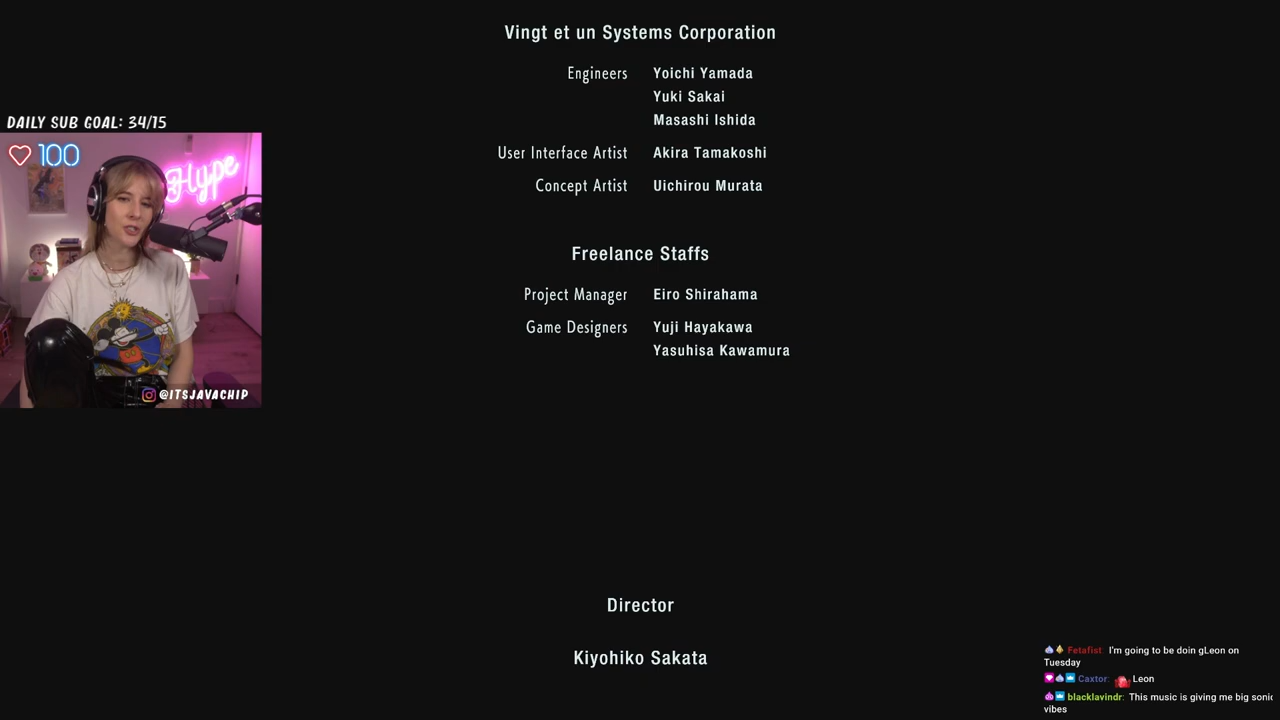 Vingt et un Systems Corporation
Engineers Yoichi Yamada
Yuki Sakai
Masashi Ishida
User Interface Artist Akira Tamakoshi
Concept Artist Uichirou Murata
Freelance Staffs
Project Manager Eiro Shirahama
Game Designers Yuji Hayakawa
Yasuhisa Kawamura
Director
Kiyohiko Sakata
DAILY SUB GOAL: 34/15
100
Hype
@ITSJAVACHIP
Fetafist: I'm going to be doin gLeon on
Tuesday
Caxtor: Leon
blacklavindr: This music is giving me big sonic
vibes